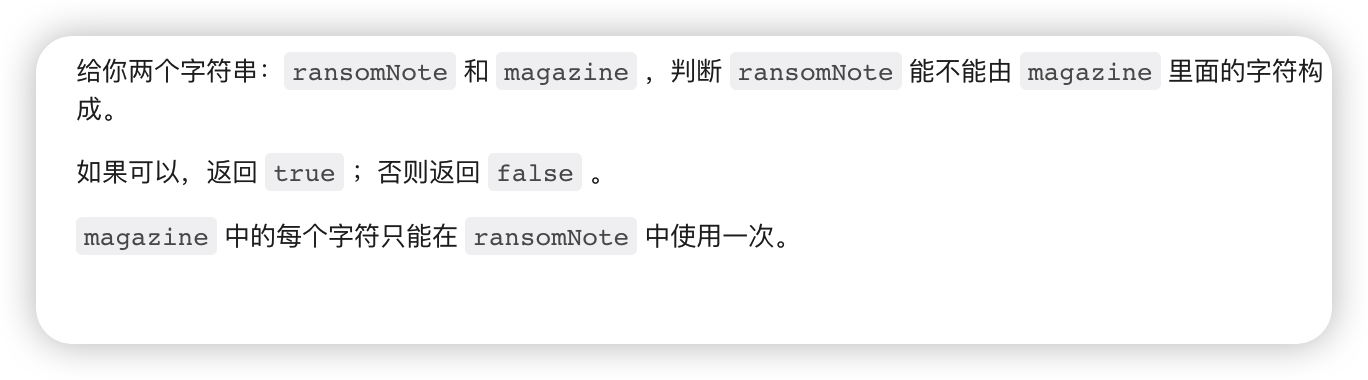 给你两个字符串：ransomNote 和 magazine ，判断 ransomNote 能不能由 magazine 里面的字符构
成。
如果可以，返回 true ；否则返回 false 。
magazine 中的每个字符只能在 ransomNote 中使用一次。